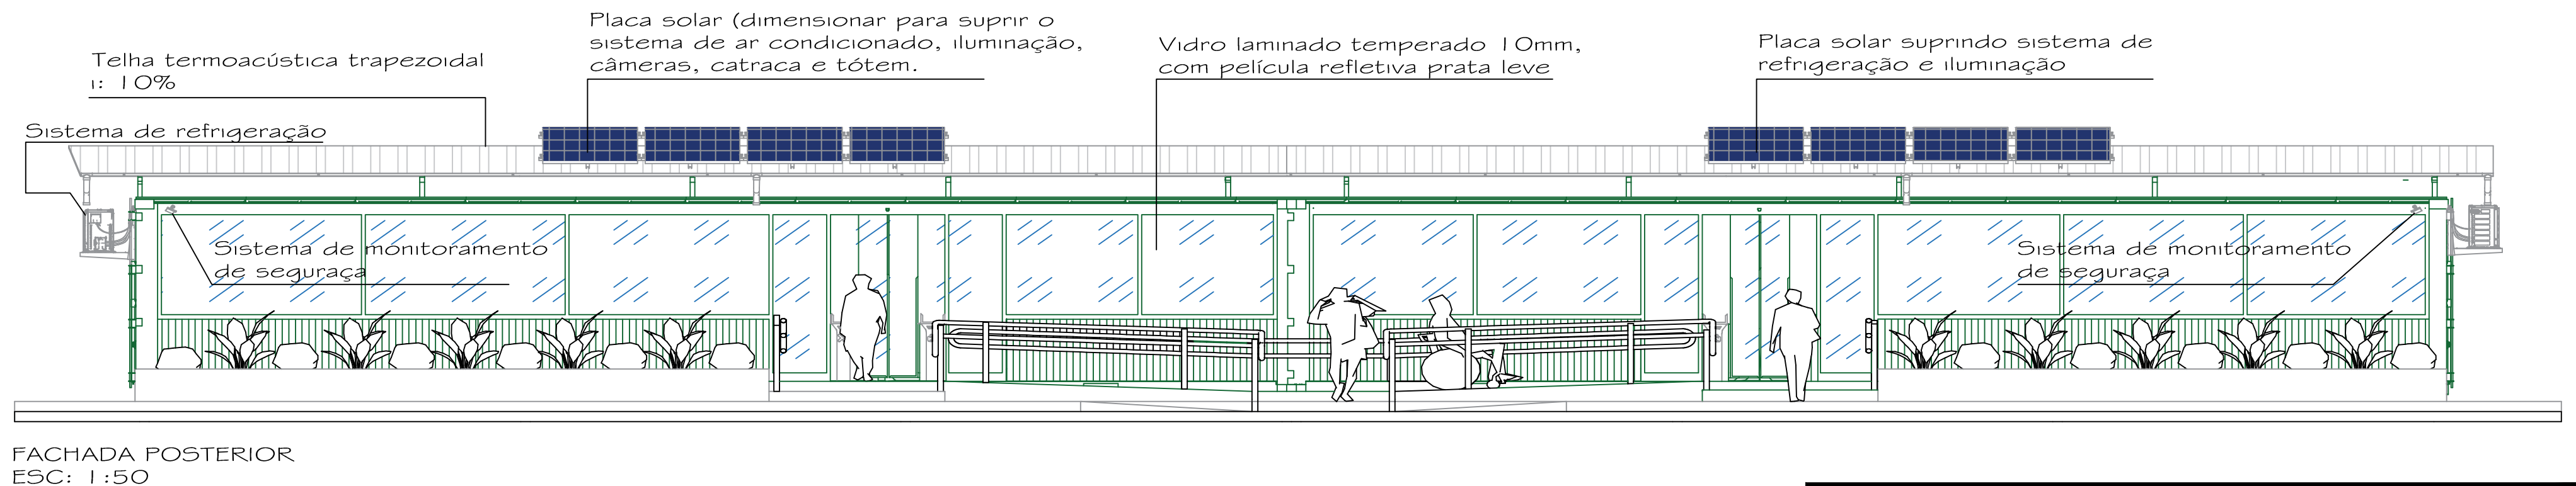 Placa solar (dimensionar para suprir o
sistema de ar condicionado, iluminação,
câmeras, catraca e tótem.
Telha termoacústica trapezoidal
i: 10%
Vidro laminado temperado 10mm,
com película refletiva prata leve
Placa solar suprindo sistema de
refrigeração e iluminação
Sistema de refrigeração
Sistema de monitoramento
de seguraça
Sistema de monitoramento
de seguraça
FACHADA POSTERIOR
ESC: 1:50